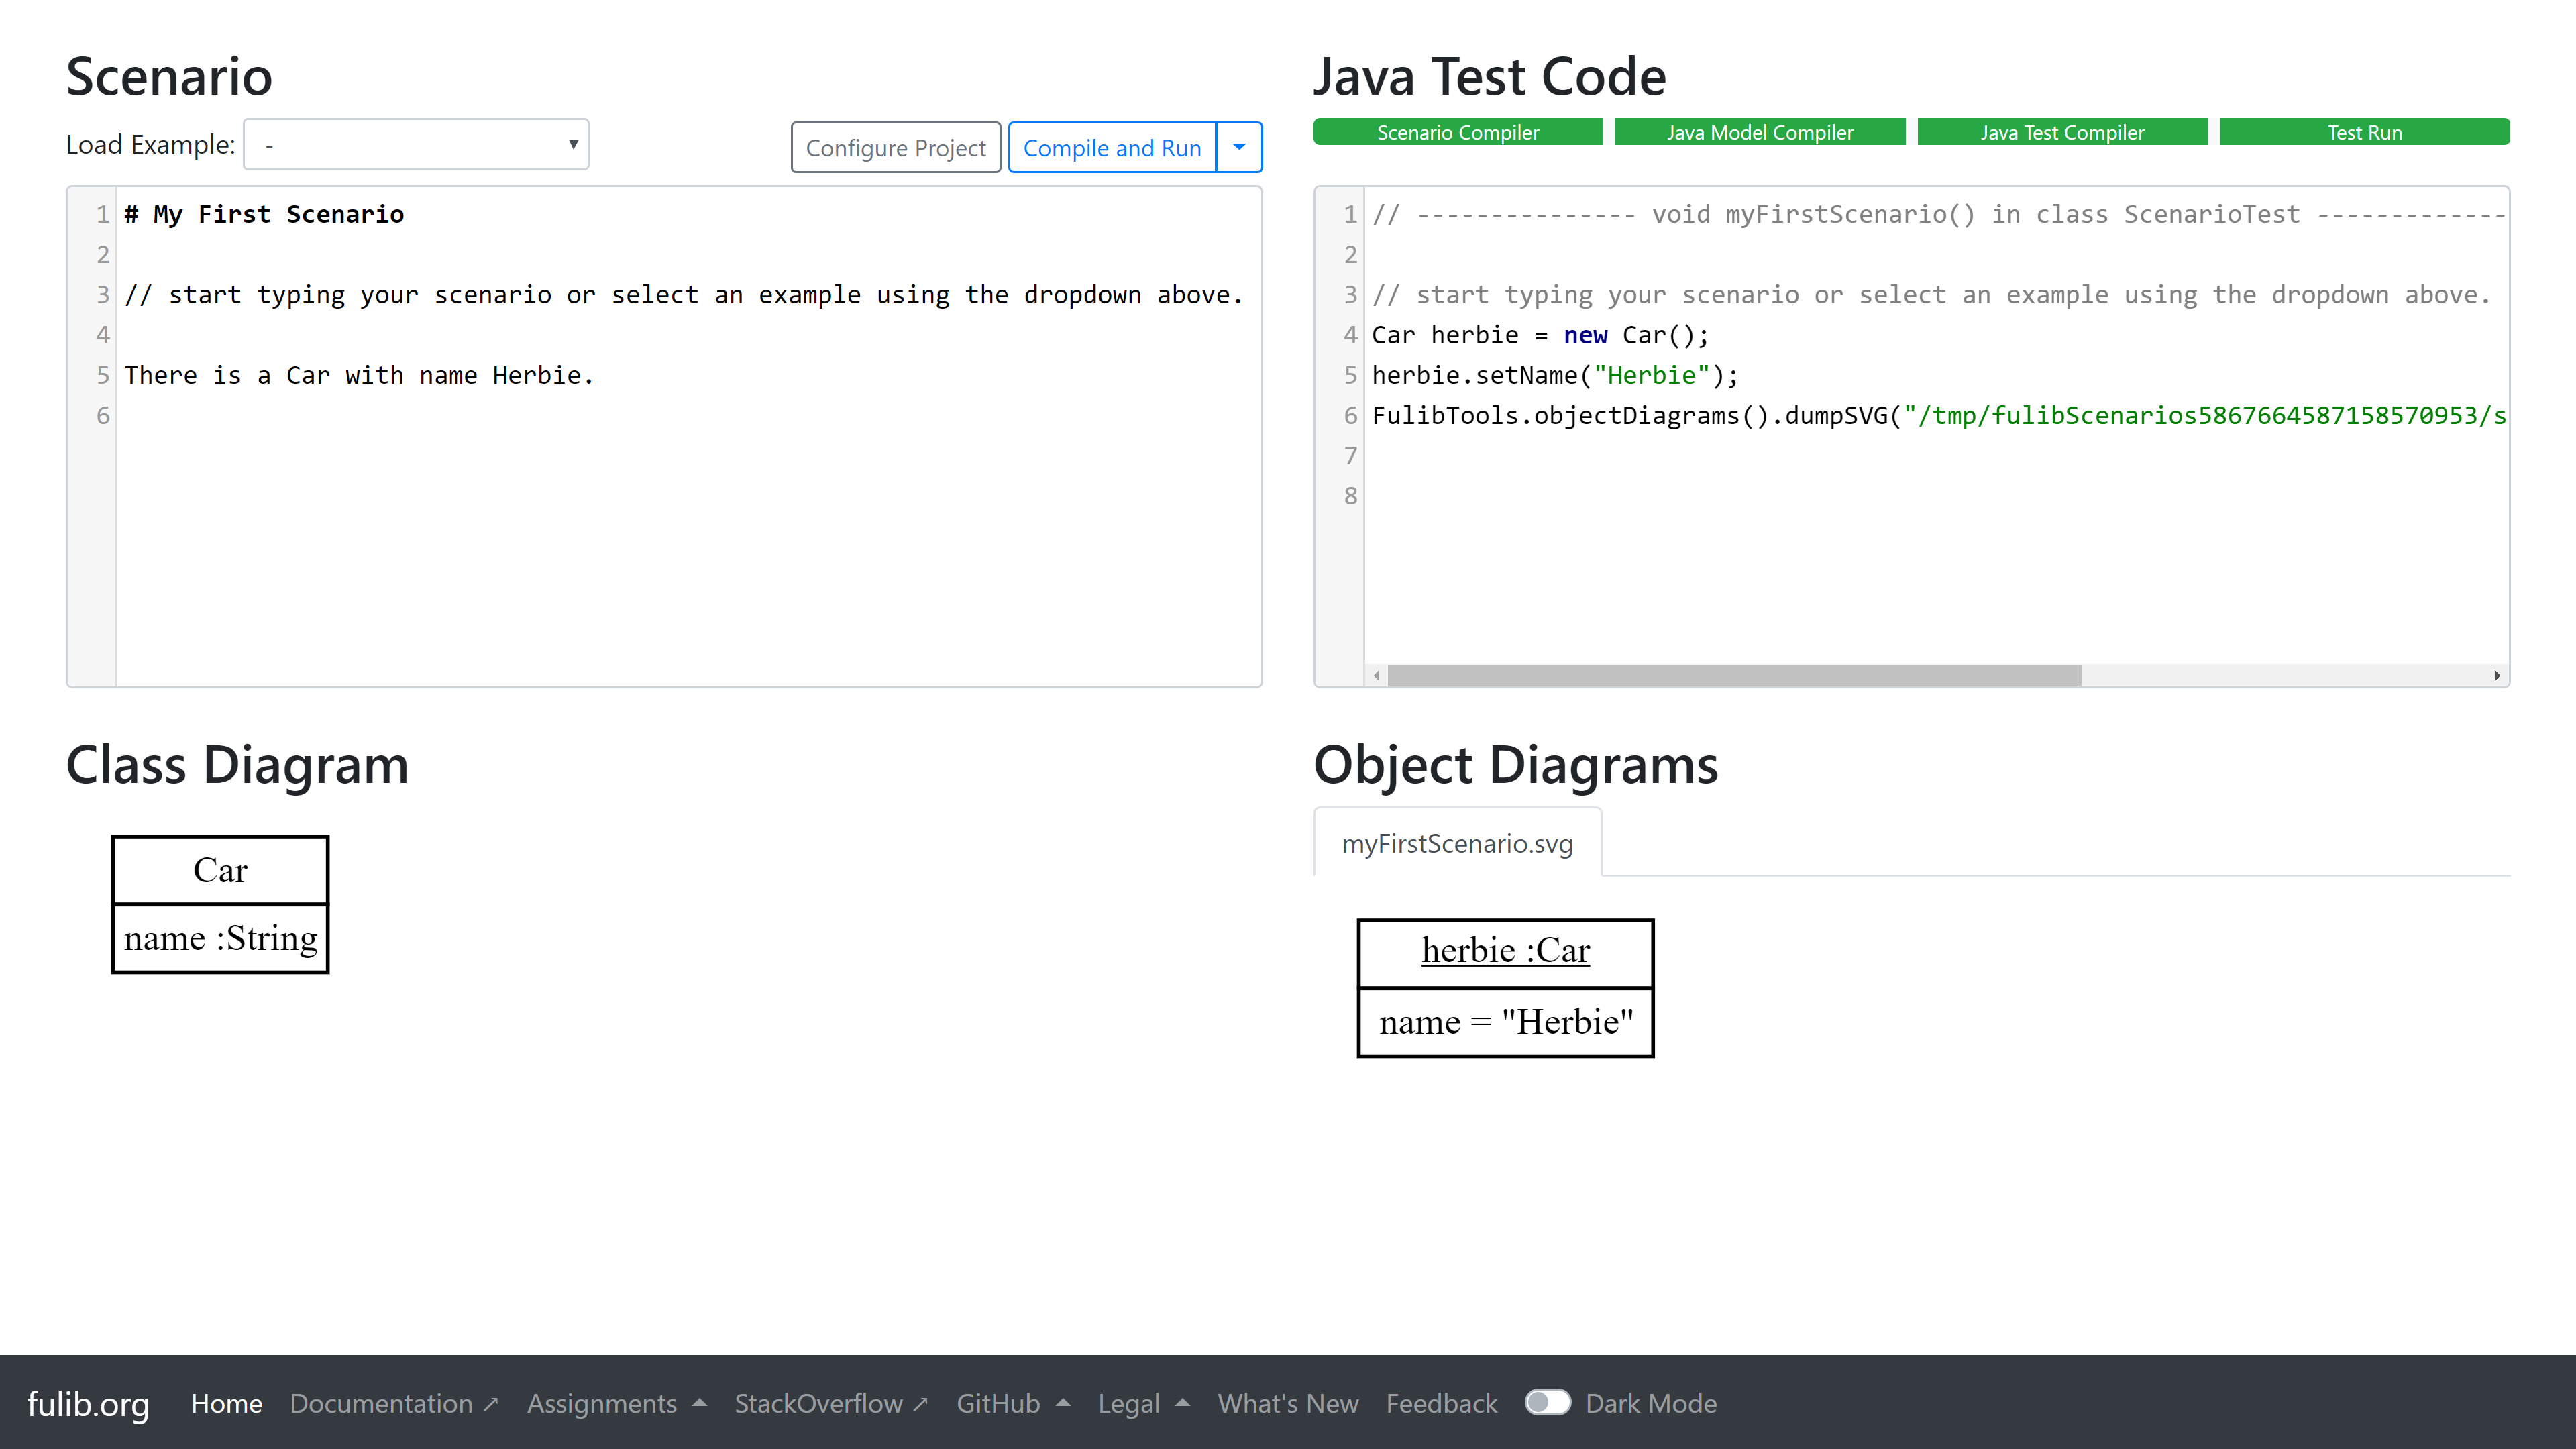 Scenario
Load Example: -
Configure Project
Compile and Run
1 # My First Scenario
2
3 // start typing your scenario or select an example using the dropdown above.
4
5 There is a Car with name Herbie.
6
Java Test Code
Scenario Compiler
Java Model Compiler
Java Test Compiler
Test Run
1 // --------------- void myFirstScenario() in class ScenarioTest -------------
2
3 // start typing your scenario or select an example using the dropdown above.
4 Car herbie = new Car();
5 herbie.setName("Herbie");
6 FulibTools.objectDiagrams().dumpSVG("/tmp/fulibScenarios5867664587158570953/s
7
8
Class Diagram
Car
name :String
Object Diagrams
myFirstScenario.svg
herbie :Car
name = "Herbie"
fulib.org Home Documentation ↗ Assignments StackOverflow ↗ GitHub Legal What's New Feedback Dark Mode